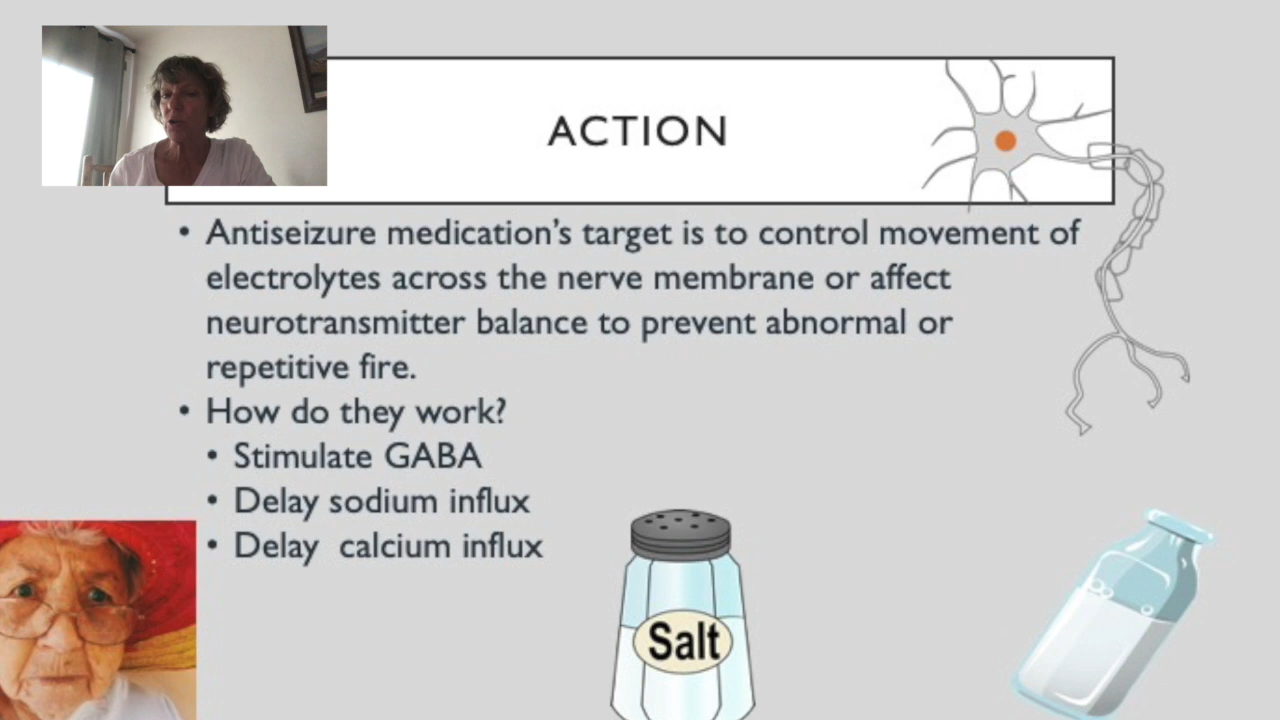 ACTION
• Antiseizure medication's target is to control movement of
electrolytes across the nerve membrane or affect
neurotransmitter balance to prevent abnormal or
repetitive fire.
• How do they work?
• Stimulate GABA
• Delay sodium influx
• Delay  calcium influx
Salt